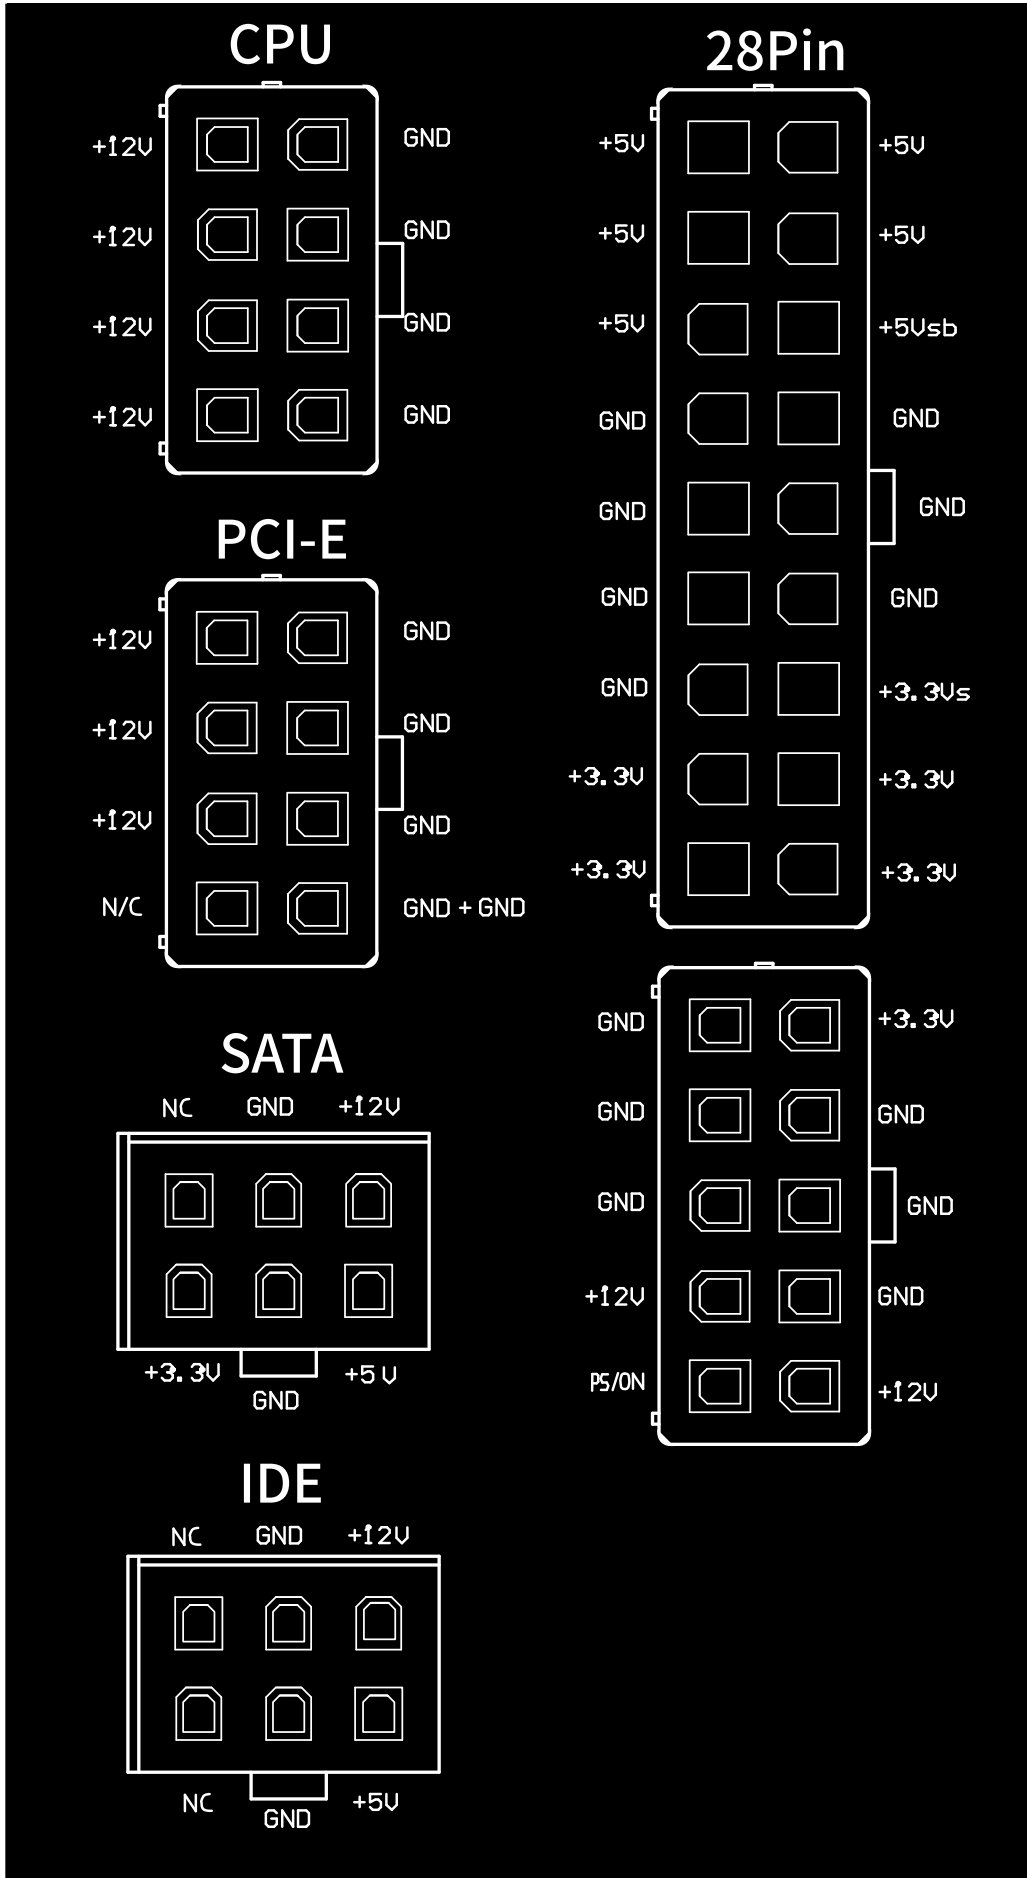 CPU
+12V GND
+12V GND
+12V GND
+12V GND
PCI-E
+12V GND
+12V GND
+12V GND
N/C GND + GND
SATA
NC GND +12V
+3.3V GND +5V
IDE
NC GND +12V
NC GND +5V
28Pin
+5V +5V
+5V +5V
+5V +5Vsb
GND GND
GND GND
GND GND
GND +3.3Vs
+3.3V +3.3V
+3.3V +3.3V
GND +3.3V
GND GND
GND GND
+12V GND
PS/ON +12V